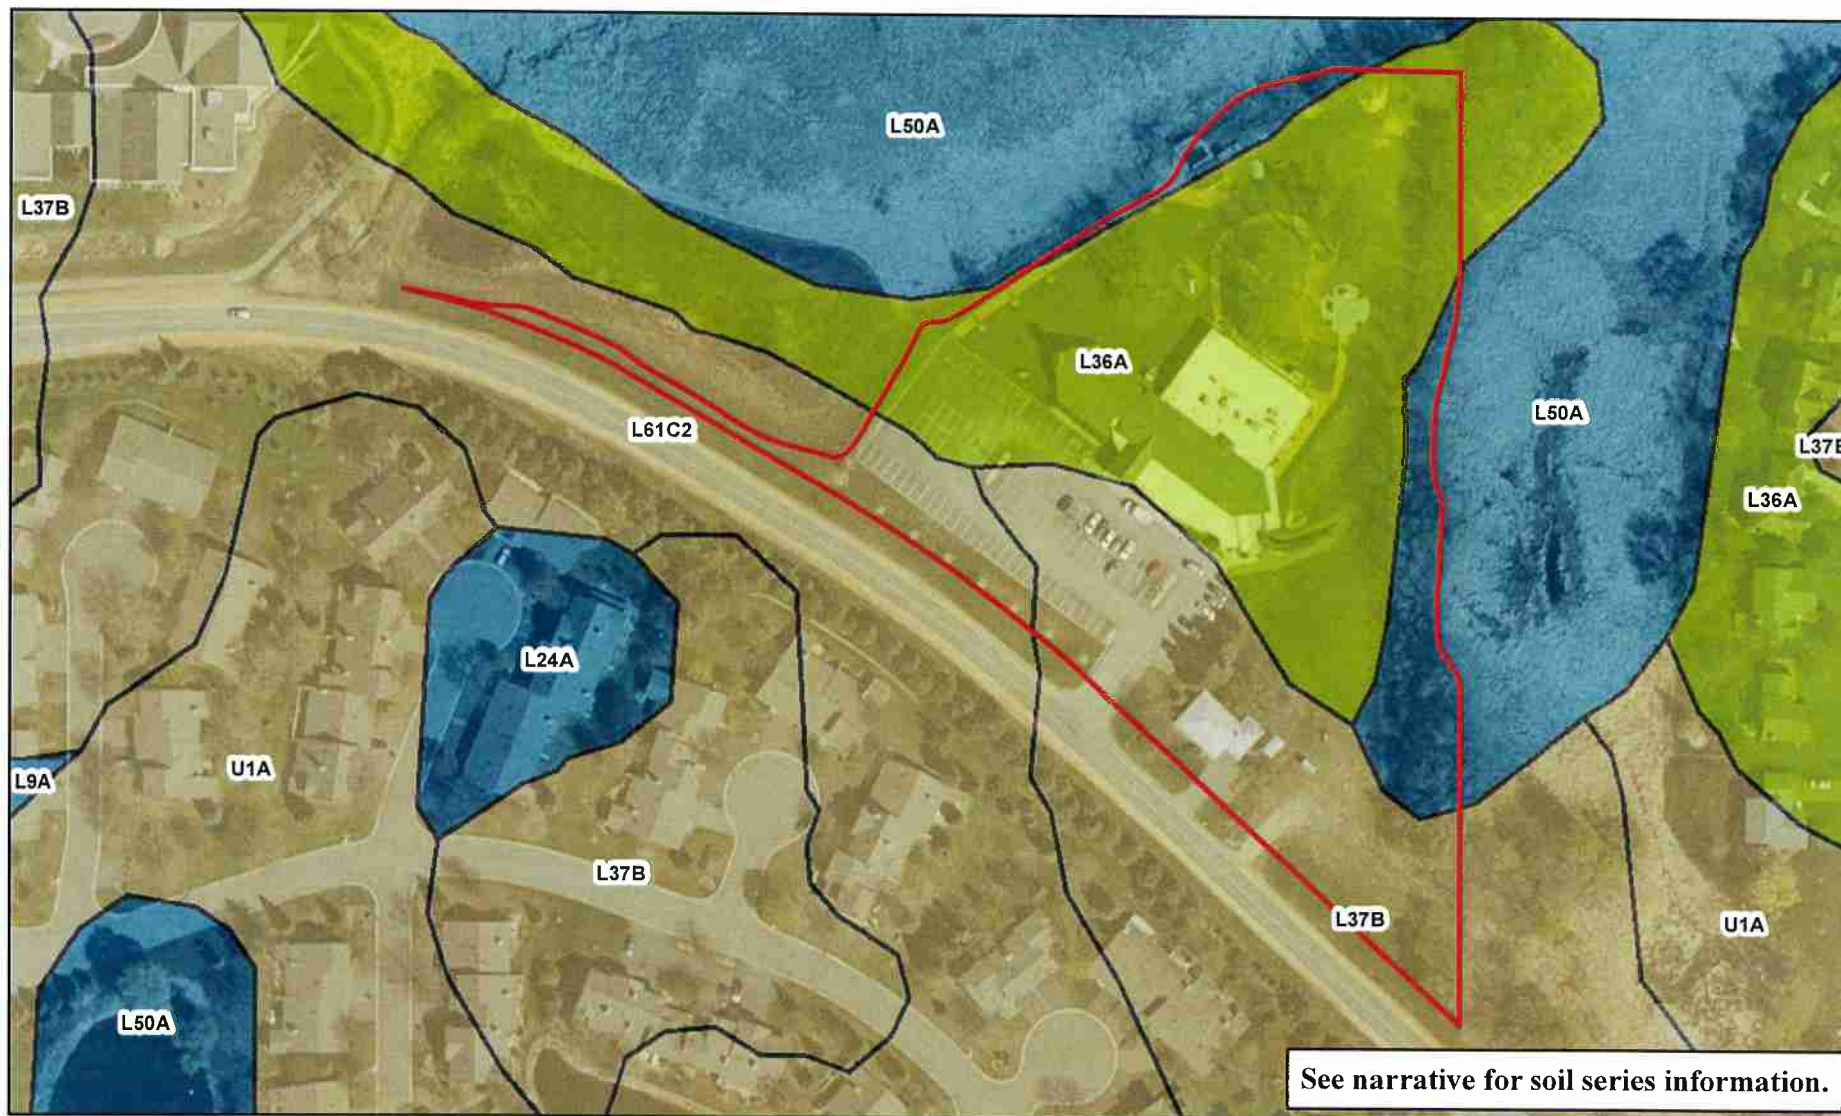 L50A
L37B
L36A
L61C2
L50A
L37B
L36A
L24A
L9A
U1A
L37B
L37B
U1A
L50A
See narrative for soil series information.